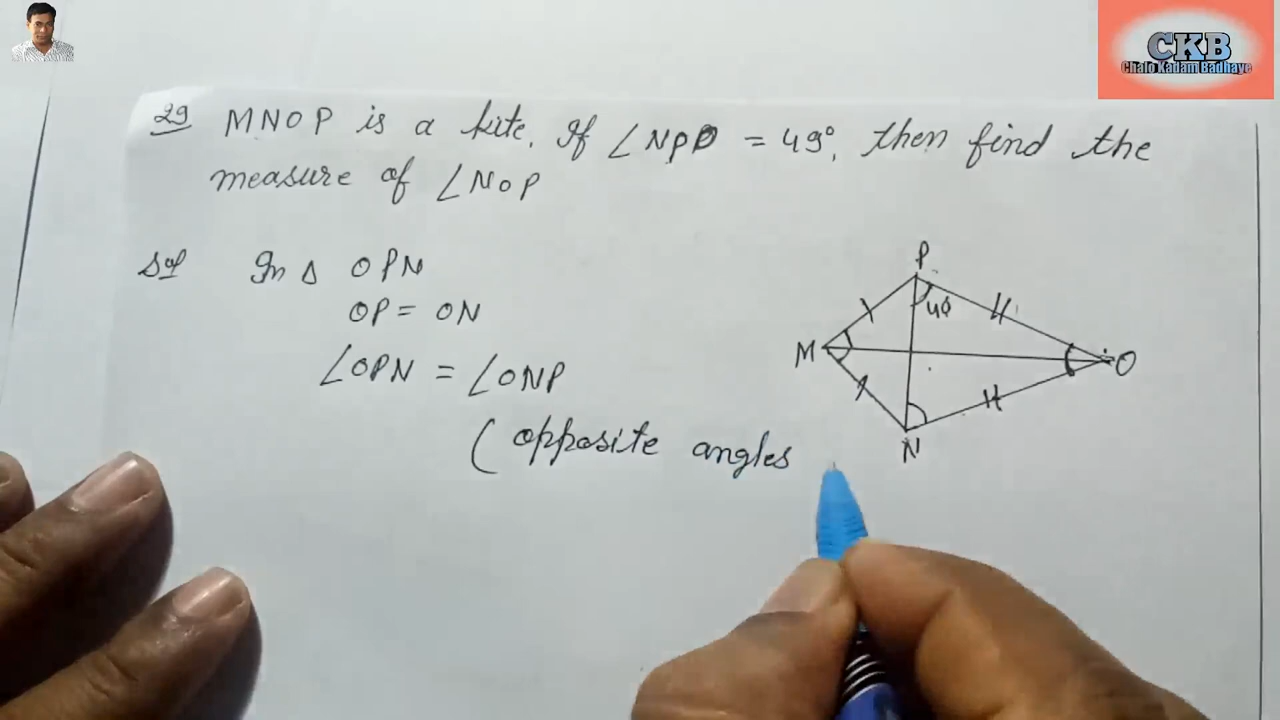 CKB
Chalo Kadam Badhaye
29 MNOP is a kite. If ∠NPO = 49°, then find the
measure of ∠NOP
Sol In Δ OPN
OP = ON
∠OPN = ∠ONP
(opposite angles
P
49
M
O
N